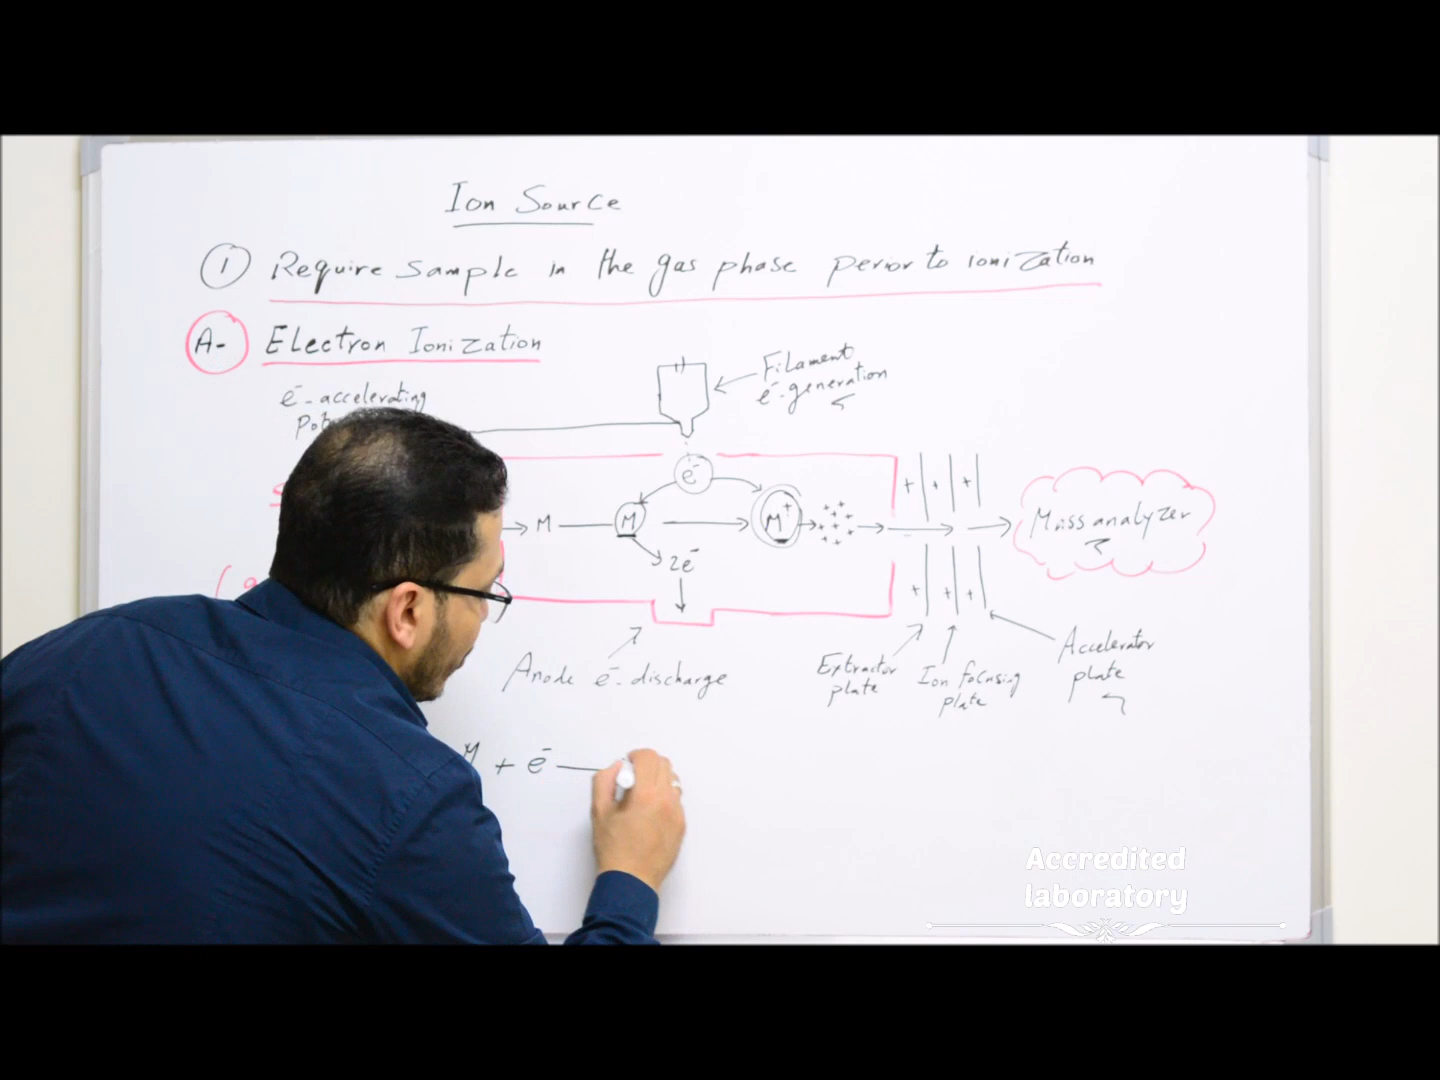 Ion Source
1 Require sample in the gas phase perior to ionization
A- Electron Ionization
e⁻-accelerating
Filament
e⁻-generation
e⁻
M
M
M⁺
2e⁻
Mass analyzer
Anode e⁻-discharge
Extractor
plate
Ion focusing
plate
Accelerator
plate
M + e⁻
Accredited
laboratory